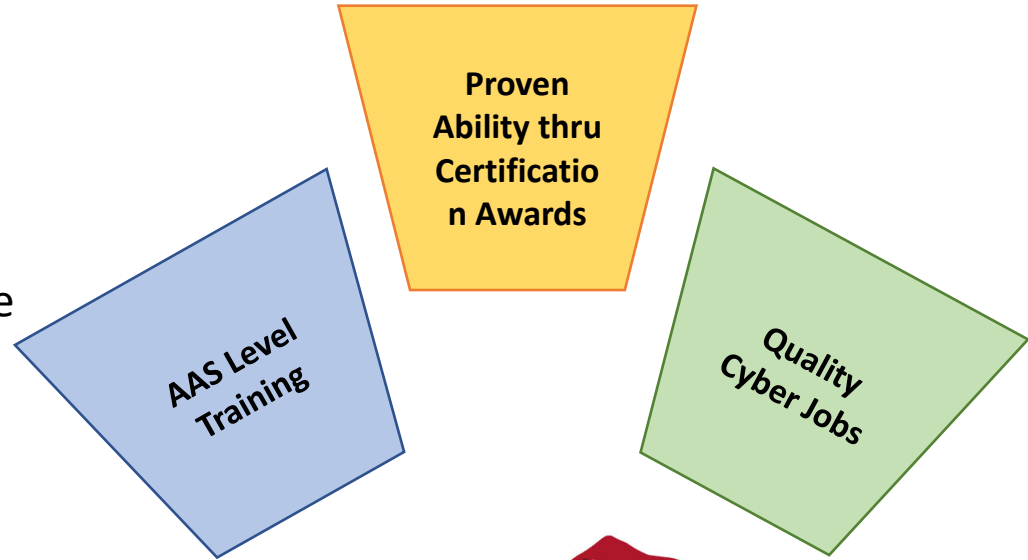 Proven
Ability thru
Certificatio
n Awards
e
AAS Level
Training
Quality
Cyber Jobs